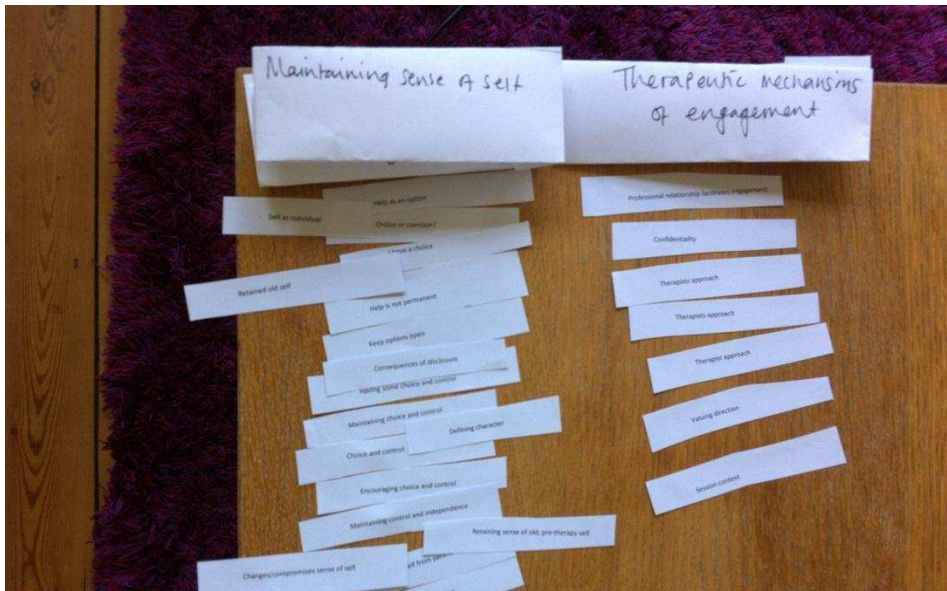 Maintaining sense of self
Therapeutic mechanisms
of engagement
Help as an option
Self as individual
Choice or coercion?
have a choice
Retained old self
Help is not permanent
Keep options open
Consequences of disclosure
Having some choice and control
Maintaining choice and control
Defining character
Choice and control
Encouraging choice and control
Maintaining control and independence
Retaining sense of old, pre-therapy self
Changes/compromises sense of self
from
Professional relationship facilitates engagement
Confidentiality
Therapists approach
Therapists approach
Therapist approach
Valuing direction
Session content